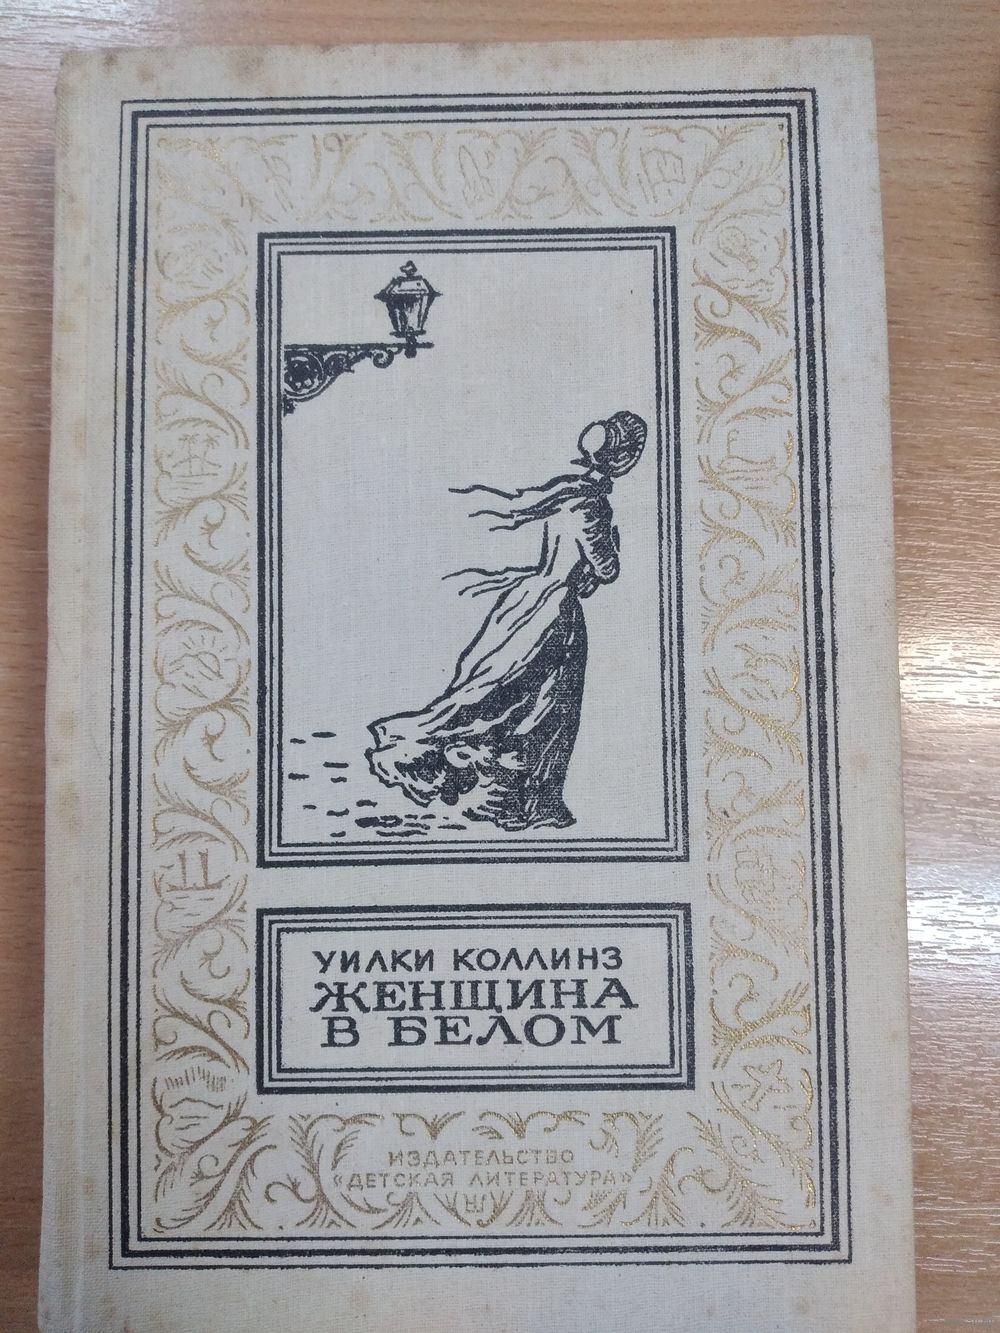 УИЛКИ КОЛЛИНЗ
ЖЕНЩИНА
В БЕЛОМ
ИЗДАТЕЛЬСТВО
«ДЕТСКАЯ ЛИТЕРАТУРА»